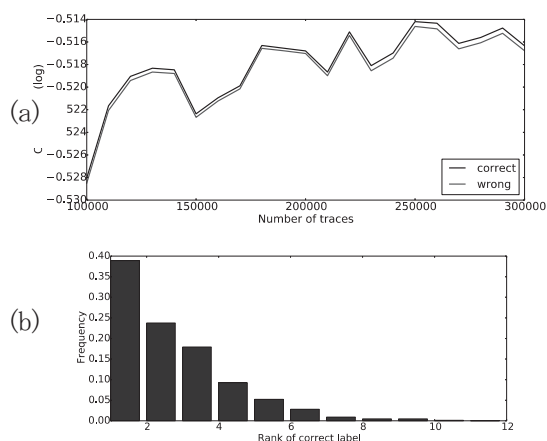 (a)
C (log)
−0.514
−0.516
−0.518
−0.520
522
524
−0.526
−0.528
−0.530
100000 150000 200000 250000 300000
Number of traces
correct
wrong
(b)
Frequency
0.40
0.35
0.30
0.25
0.20
0.15
0.10
0.05
0.00
2 4 6 8 10 12
Rank of correct label